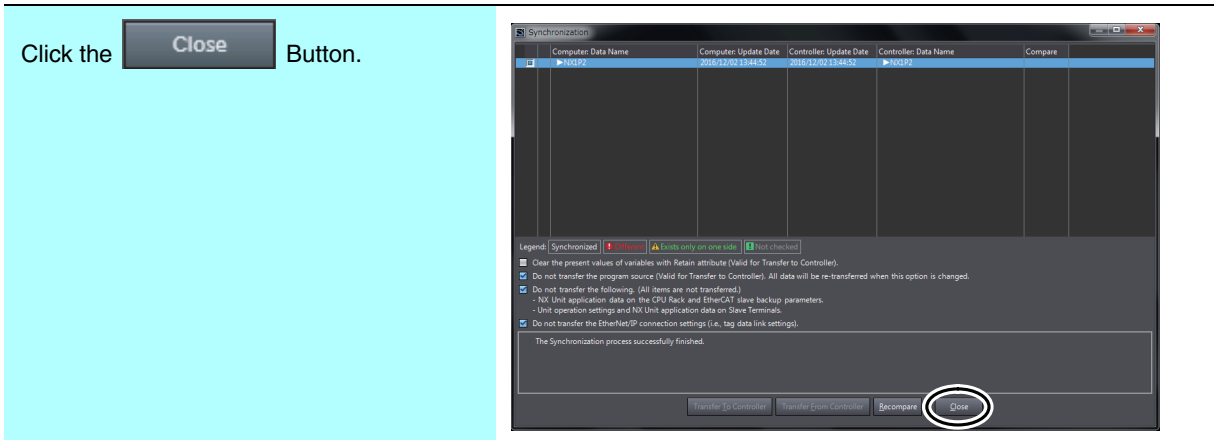 Click the Close Button.
Synchronization
Computer: Data Name Computer: Update Date Controller: Update Date Controller: Data Name Compare
▶NX1P2 2016/12/02 13:44:52 2016/12/02 13:44:52 ▶NX1P2
Legend: Synchronized Different Exists only on one side Not checked
Clear the present values of variables with Retain attribute (Valid for Transfer to Controller).
Do not transfer the program source (Valid for Transfer to Controller). All data will be re-transferred when this option is changed.
Do not transfer the following. (All items are not transferred.)
- NX Unit application data on the CPU Rack and EtherCAT slave backup parameters.
- Unit operation settings and NX Unit application data on Slave Terminals.
Do not transfer the EtherNet/IP connection settings (i.e., tag data link settings).
The Synchronization process successfully finished.
Transfer To Controller Transfer From Controller Recompare Close